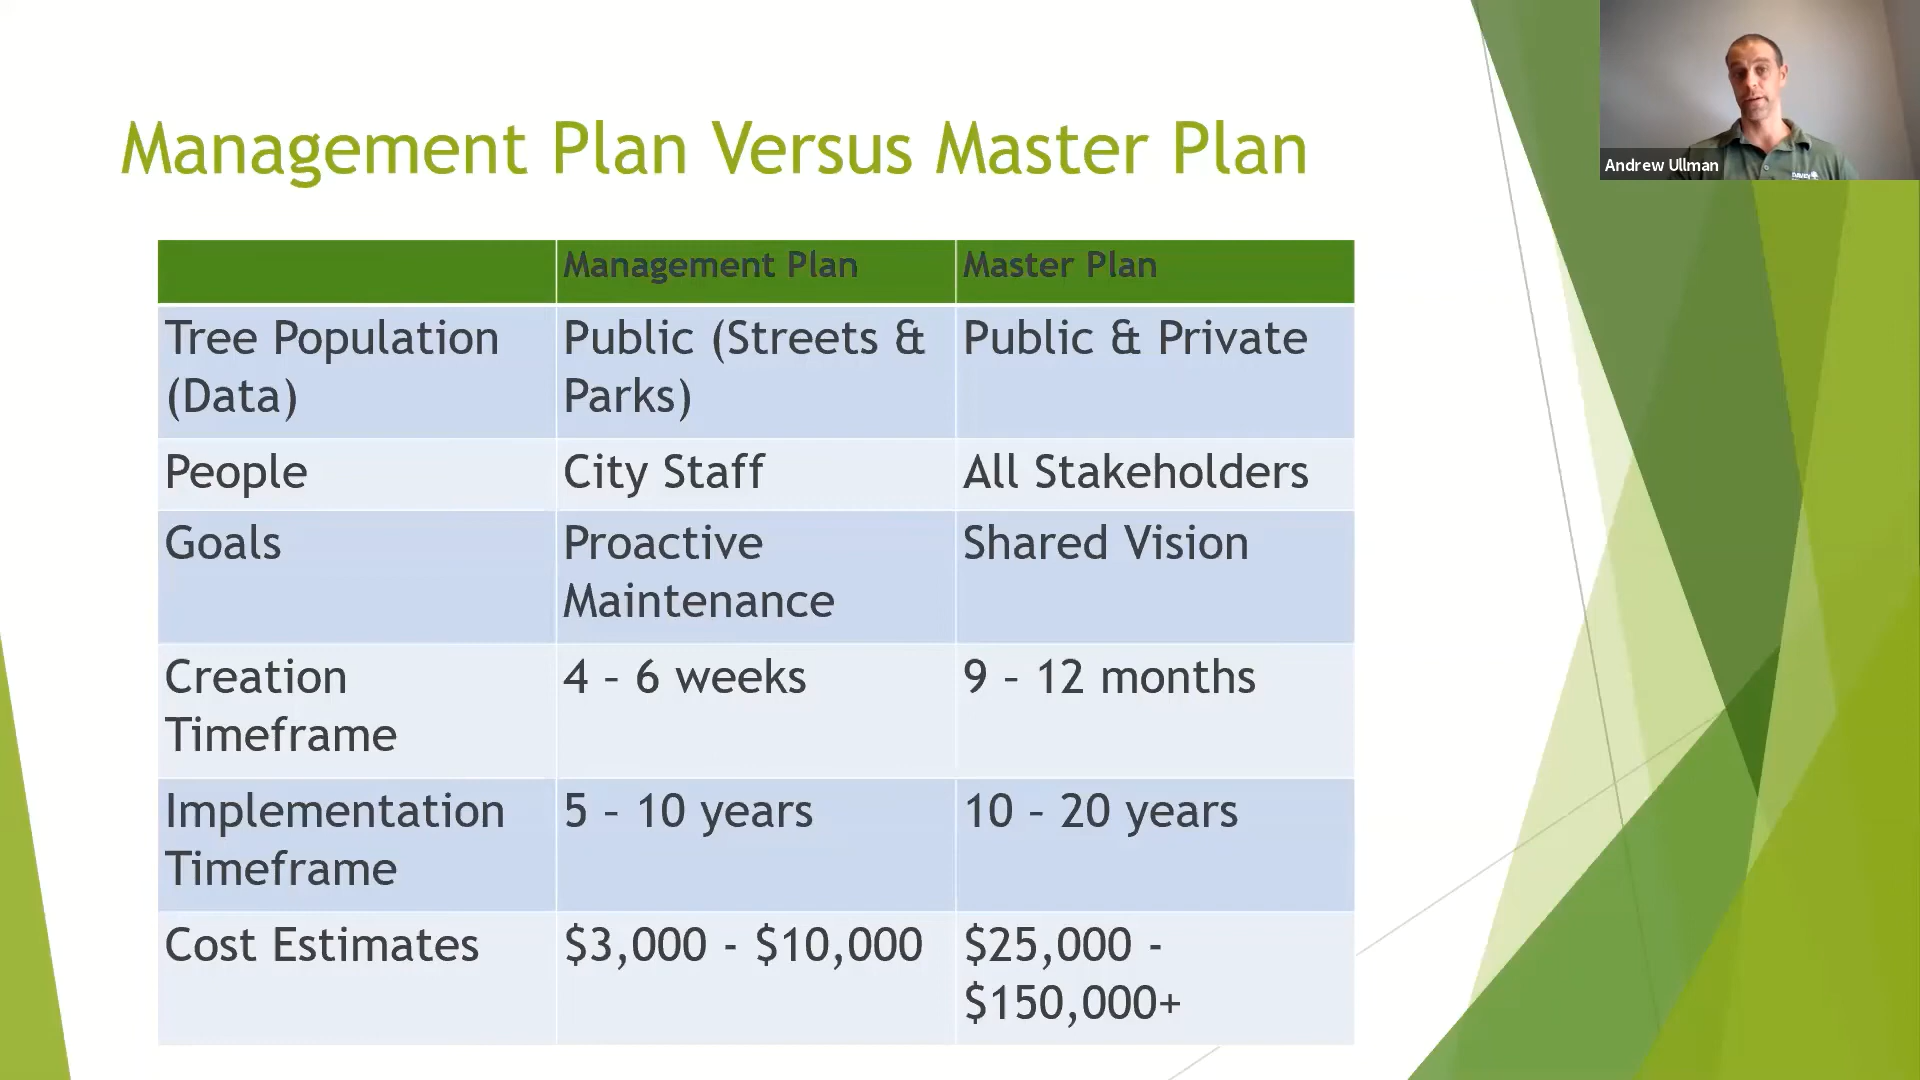 Management Plan Versus Master Plan
Andrew Ullman
DAVEY
Management Plan
Master Plan
Tree Population
(Data)
Public (Streets &
Parks)
Public & Private
People
City Staff
All Stakeholders
Goals
Proactive
Maintenance
Shared Vision
Creation
Timeframe
4 – 6 weeks
9 – 12 months
Implementation
Timeframe
5 – 10 years
10 – 20 years
Cost Estimates
$3,000 - $10,000
$25,000 -
$150,000+